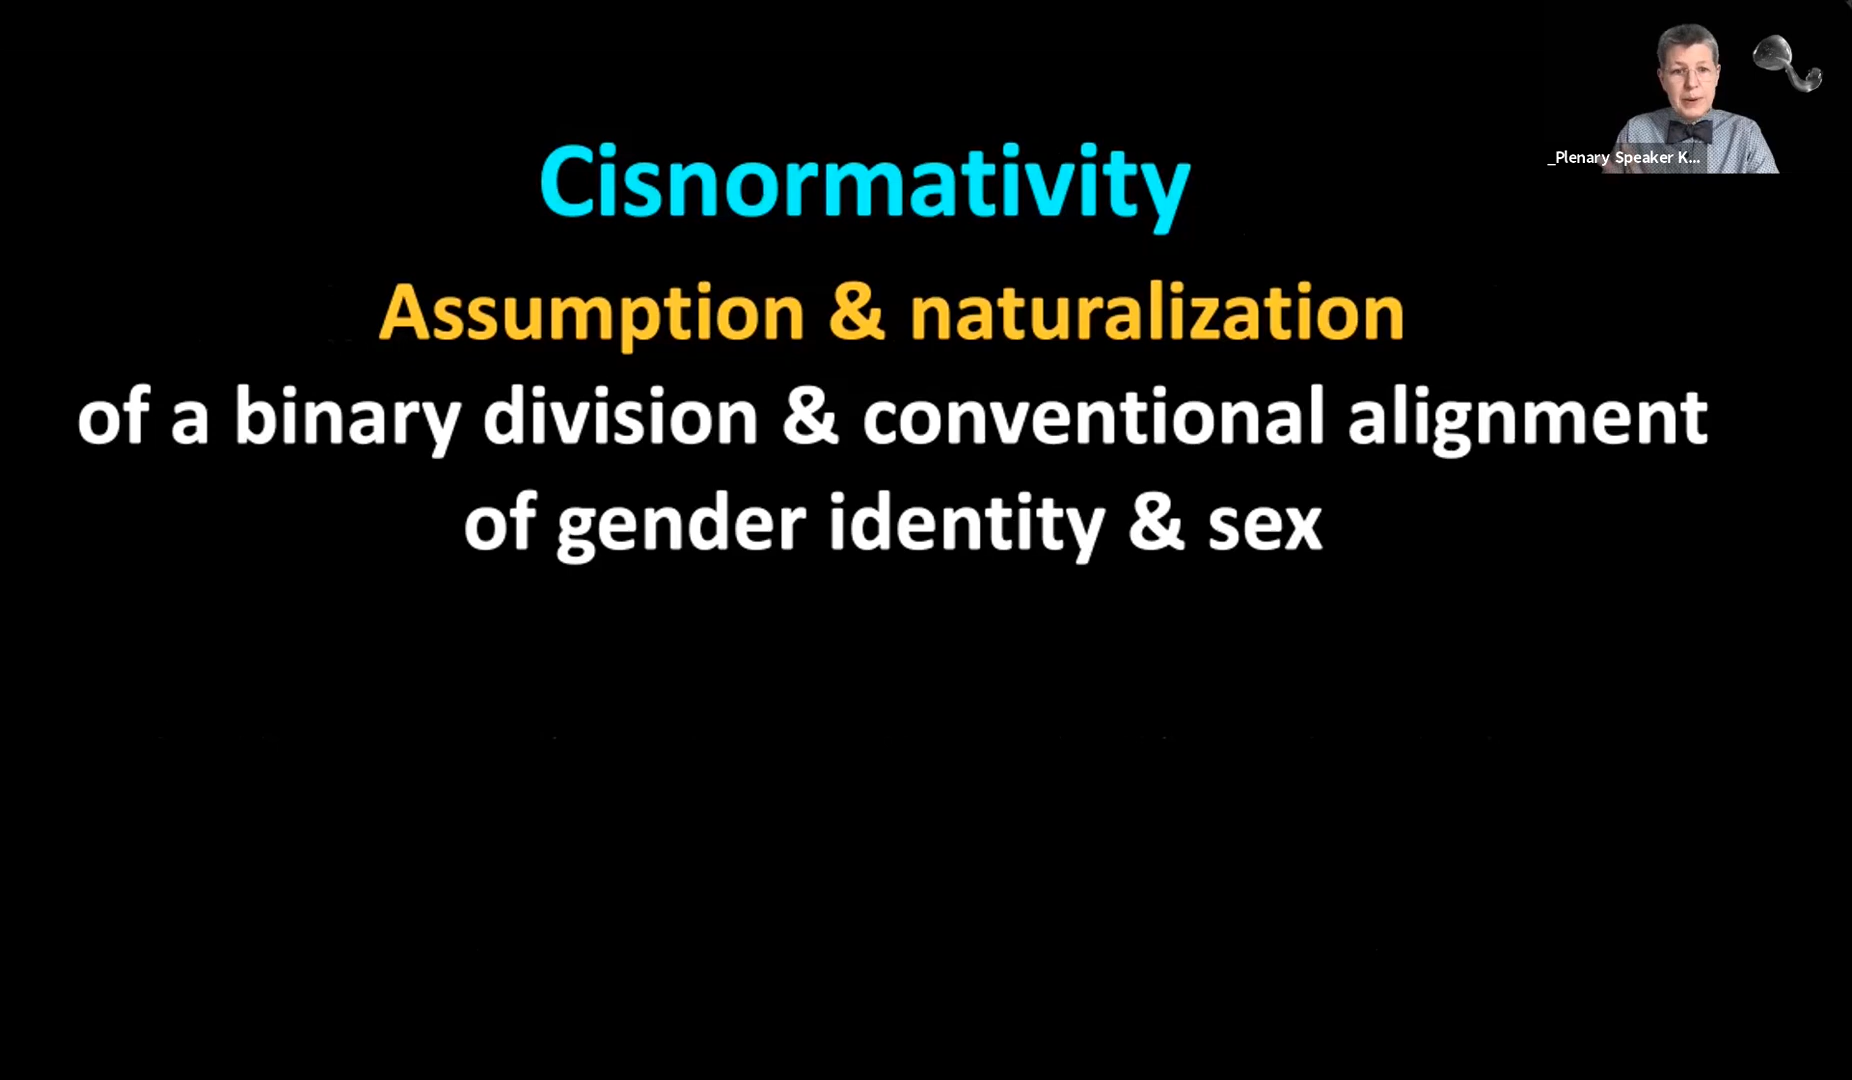 Cisnormativity
Assumption & naturalization
of a binary division & conventional alignment
of gender identity & sex
_Plenary Speaker K...